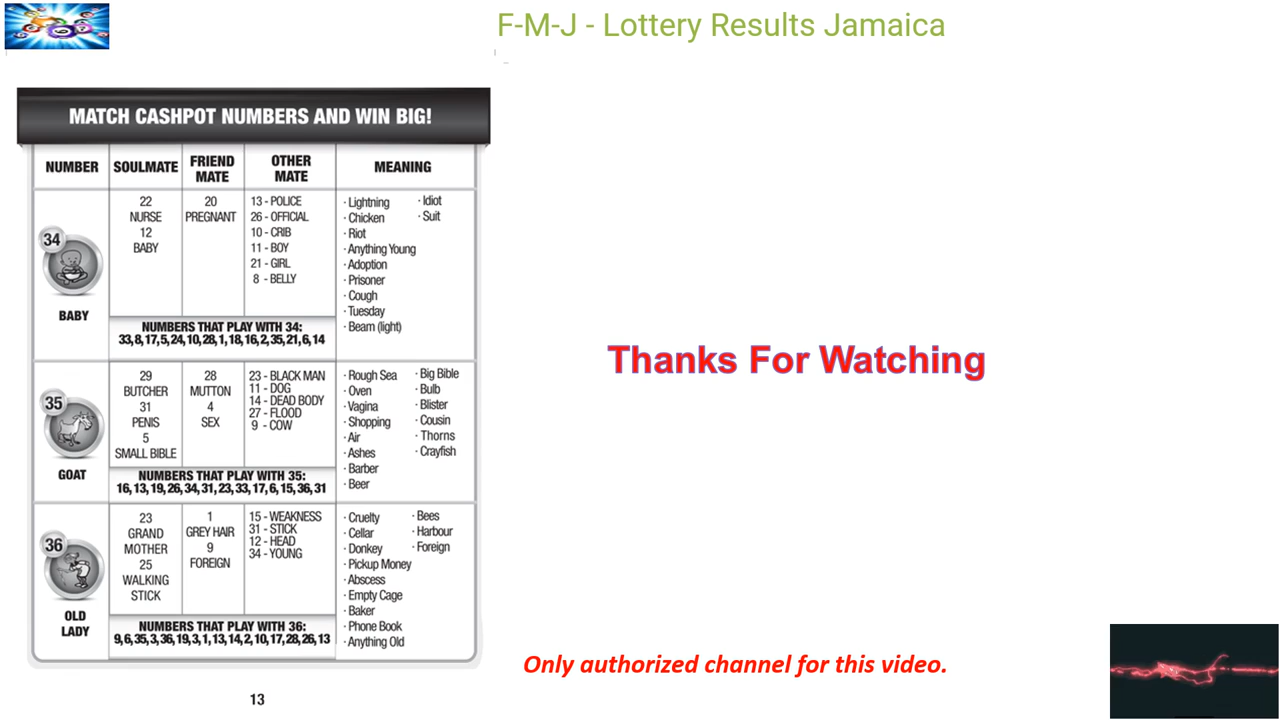 F-M-J - Lottery Results Jamaica
MATCH CASHPOT NUMBERS AND WIN BIG!
NUMBER SOULMATE FRIEND MATE OTHER MATE MEANING
34
BABY
22
NURSE
12
BABY
20
PREGNANT
13 - POLICE
26 - OFFICIAL
10 - CRIB
11 - BOY
21 - GIRL
8 - BELLY
· Lightning
· Chicken
· Riot
· Anything Young
· Adoption
· Prisoner
· Cough
· Tuesday
· Beam (light)
· Idiot
· Suit
NUMBERS THAT PLAY WITH 34:
33, 8, 17, 5, 24, 10, 28, 1, 18, 16, 2, 35, 21, 6, 14
35
GOAT
29
BUTCHER
31
PENIS
5
SMALL BIBLE
28
MUTTON
4
SEX
23 - BLACK MAN
11 - DOG
14 - DEAD BODY
27 - FLOOD
9 - COW
· Rough Sea
· Oven
· Vagina
· Shopping
· Air
· Ashes
· Barber
· Beer
· Big Bible
· Bulb
· Blister
· Cousin
· Thorns
· Crayfish
NUMBERS THAT PLAY WITH 35:
16, 13, 19, 26, 34, 31, 23, 33, 17, 6, 15, 36, 31
36
OLD
LADY
23
GRAND
MOTHER
25
WALKING
STICK
1
GREY HAIR
9
FOREIGN
15 - WEAKNESS
31 - STICK
12 - HEAD
34 - YOUNG
· Cruelty
· Cellar
· Donkey
· Pickup Money
· Abscess
· Empty Cage
· Baker
· Phone Book
· Anything Old
· Bees
· Harbour
· Foreign
NUMBERS THAT PLAY WITH 36:
9, 6, 35, 3, 36, 19, 3, 1, 13, 14, 2, 10, 17, 28, 26, 13
13
Thanks For Watching
Only authorized channel for this video.